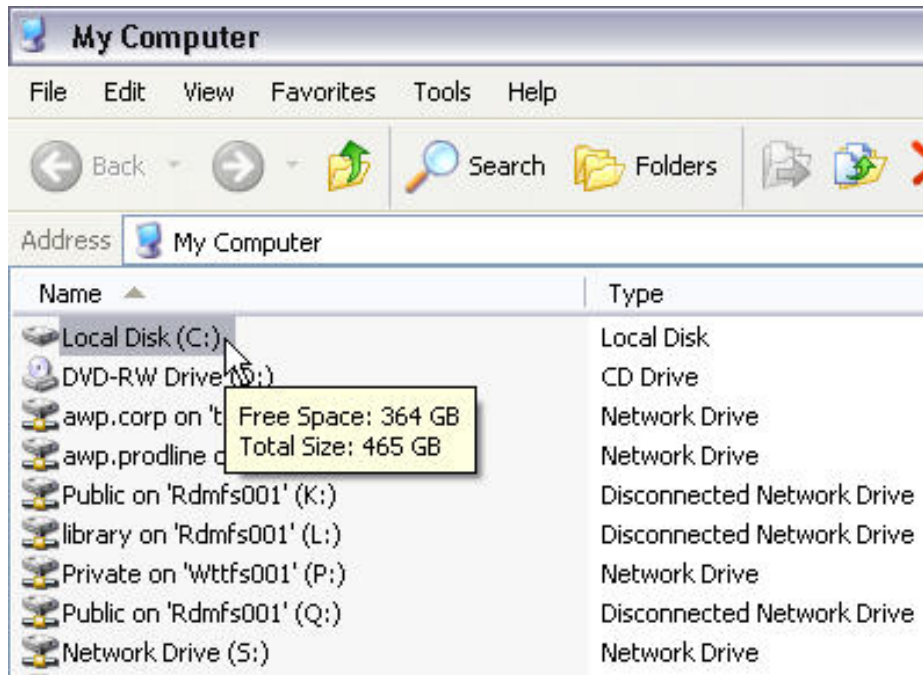 My Computer
File Edit View Favorites Tools Help
Back Search Folders
Address My Computer
Name Type
Local Disk (C:) Local Disk
DVD-RW Drive (D:) CD Drive
awp.corp on 't Network Drive
Free Space: 364 GB
Total Size: 465 GB
awp.prodline Network Drive
Public on 'Rdmfs001' (K:) Disconnected Network Drive
library on 'Rdmfs001' (L:) Disconnected Network Drive
Private on 'Wttfs001' (P:) Network Drive
Public on 'Rdmfs001' (Q:) Disconnected Network Drive
Network Drive (S:) Network Drive